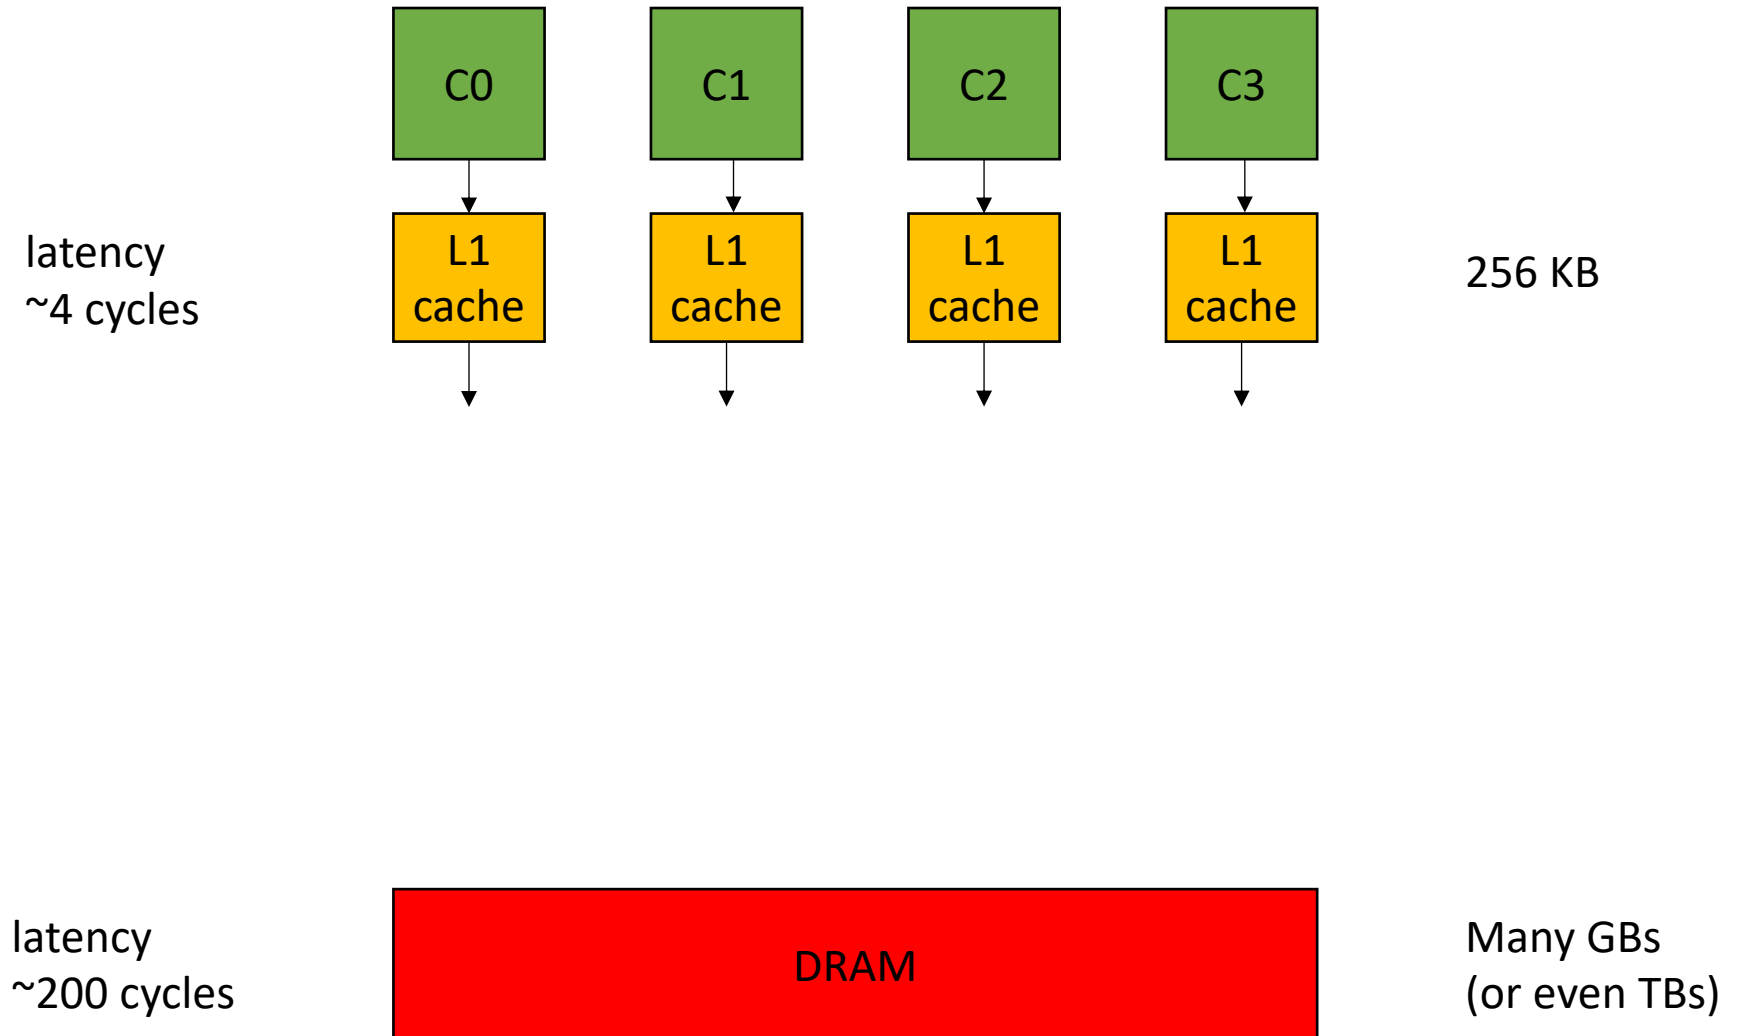 C0
C1
C2
C3
latency
~4 cycles
L1
cache
L1
cache
L1
cache
L1
cache
256 KB
latency
~200 cycles
DRAM
Many GBs
(or even TBs)